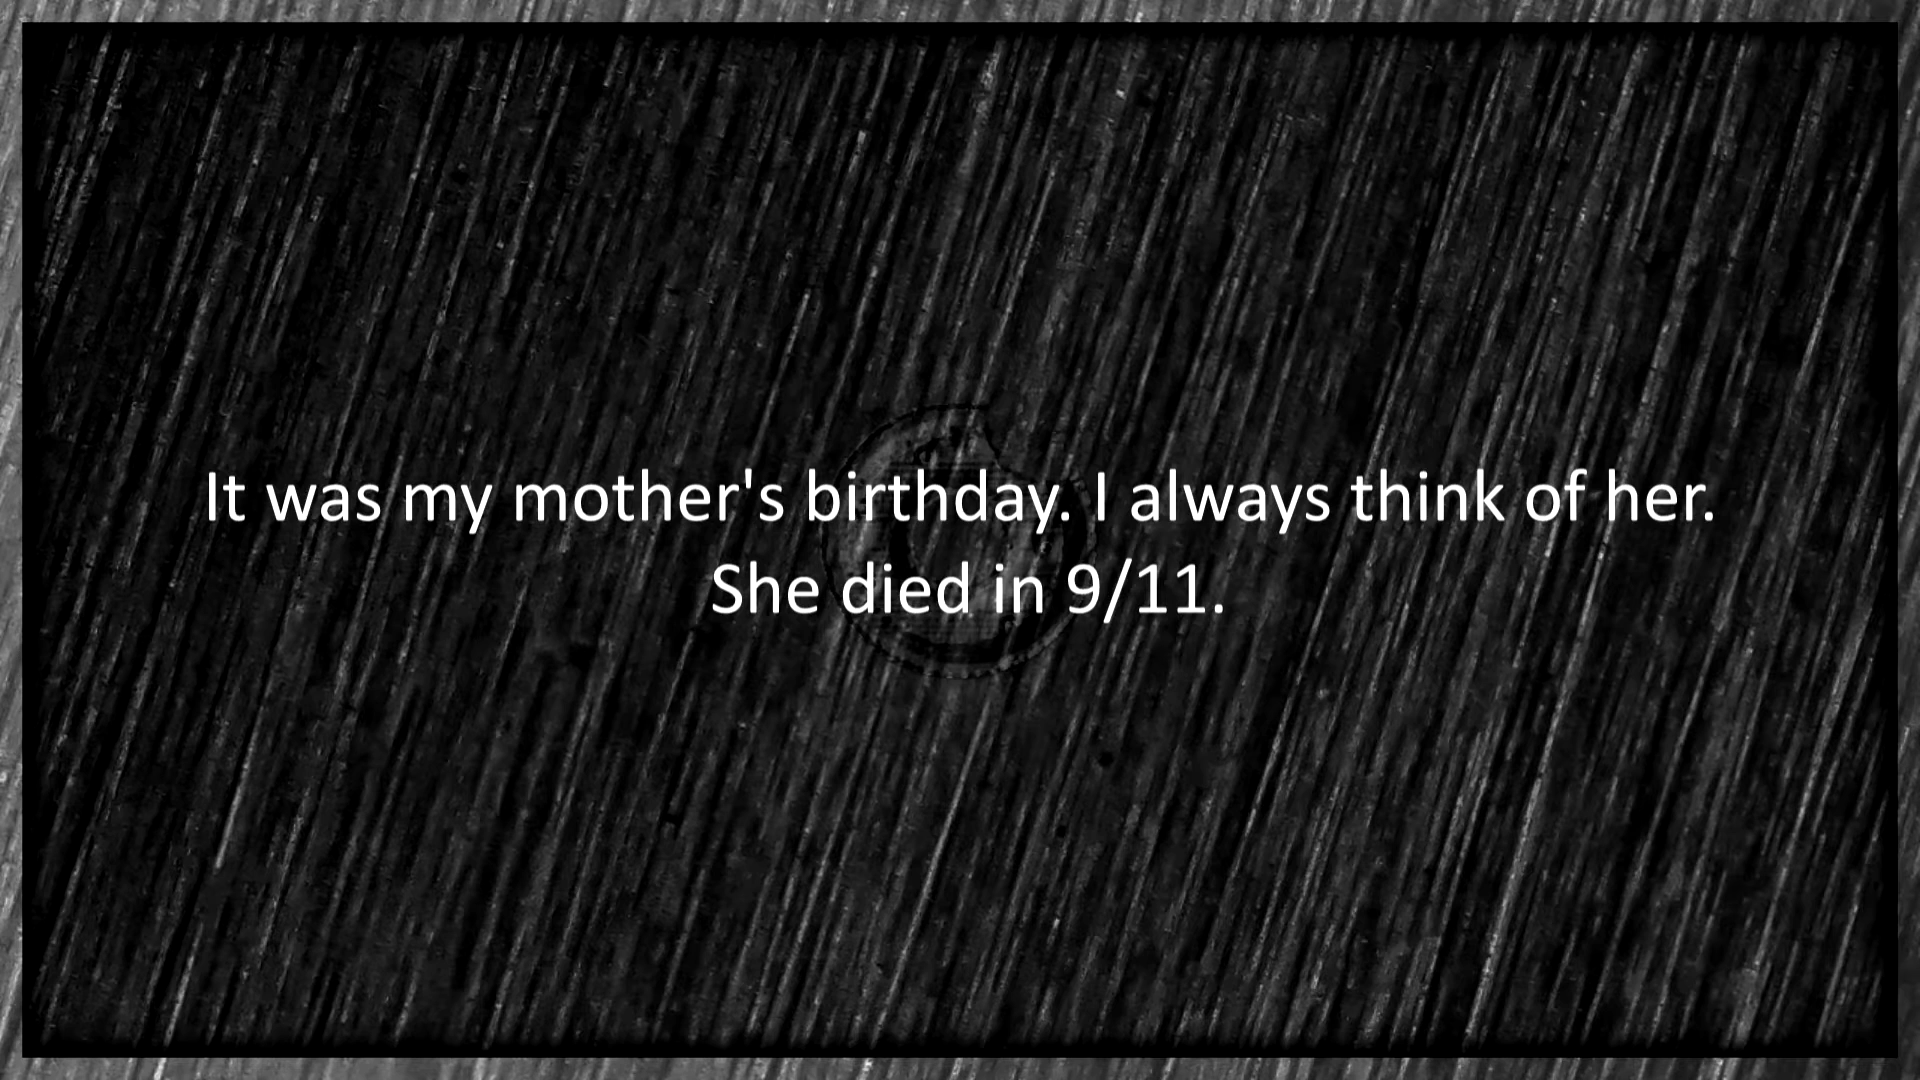 It was my mother's birthday. I always think of her.
She died in 9/11.